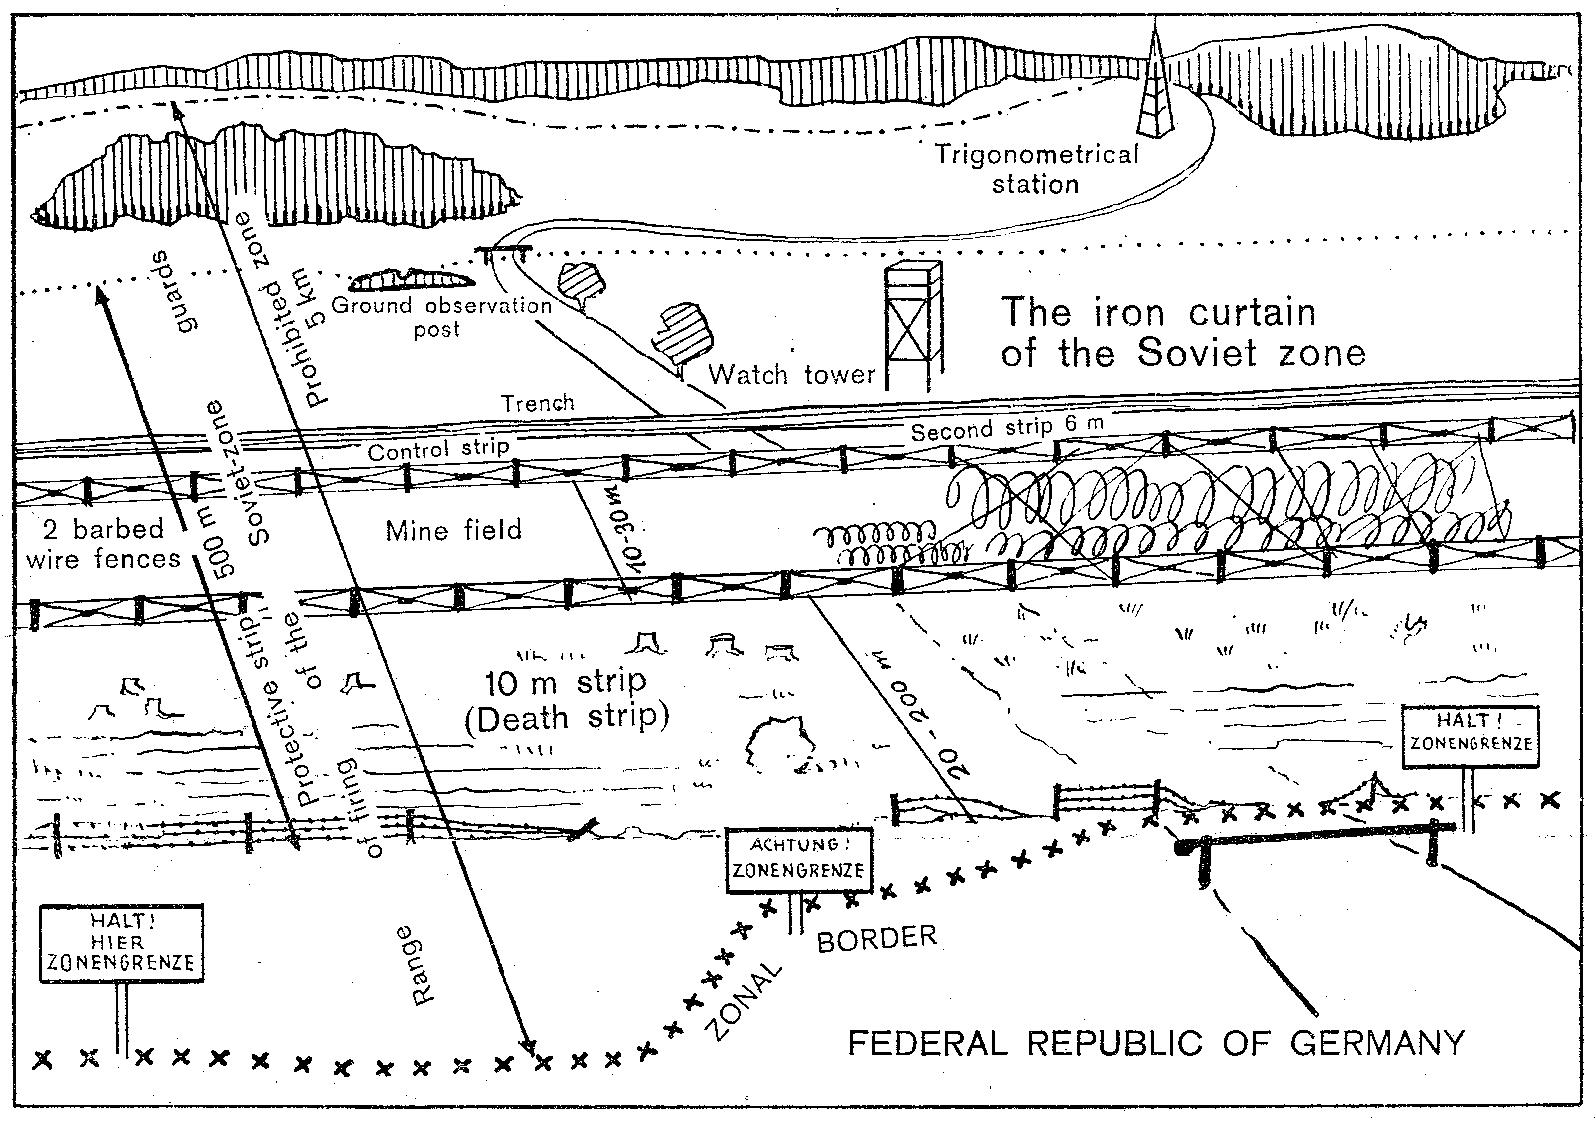 Trigonometrical
station
guards
Prohibited zone
5 km
Ground observation
post
The iron curtain
of the Soviet zone
Watch tower
Trench
Control strip
Second strip 6 m
2 barbed
wire fences
Mine field
10-30 m
Protective strip, 500 m
Range of firing of the Soviet-zone
10 m strip
(Death strip)
20 - 200 m
HALT!
ZONENGRENZE
ACHTUNG!
ZONENGRENZE
HALT!
HIER
ZONENGRENZE
ZONAL BORDER
FEDERAL REPUBLIC OF GERMANY